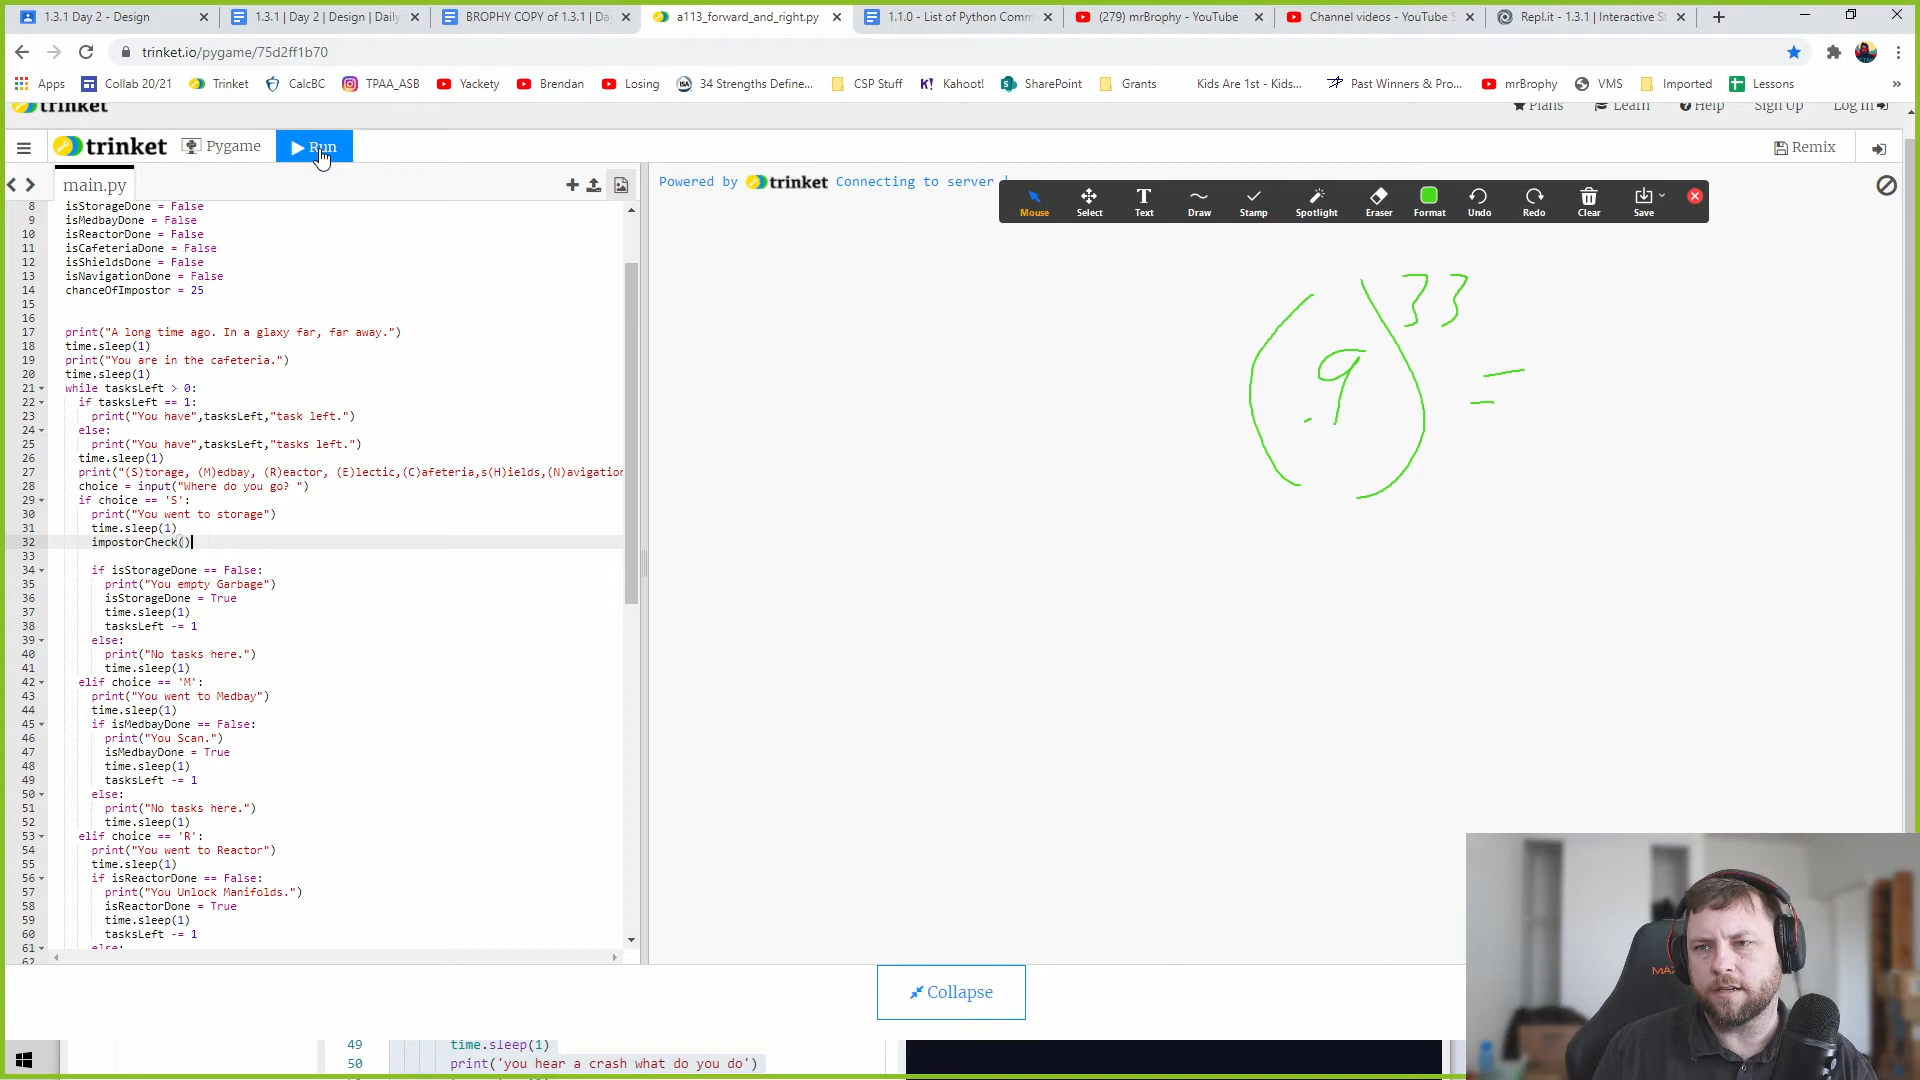 1.3.1 Day 2 - Design
1.3.1 | Day 2 | Design | Daily
BROPHY COPY of 1.3.1 | Da
a113_forward_and_right.py
1.1.0 - List of Python Comm
(279) mrBrophy - YouTube
Channel videos - YouTube S
Repl.it - 1.3.1 | Interactive St
trinket.io/pygame/75d2ff1b70
Apps Collab 20/21 Trinket CalcBC TPAA_ASB Yackety Brendan Losing 34 Strengths Define... CSP Stuff Kahoot! SharePoint Grants Kids Are 1st - Kids... Past Winners & Pro... mrBrophy VMS Imported Lessons »
trinket Plans Learn Help Sign Up Log In
trinket Pygame Run Remix
main.py
Powered by trinket Connecting to server
Mouse Select Text Draw Stamp Spotlight Eraser Format Undo Redo Clear Save
8 isStorageDone = False
9 isMedbayDone = False
10 isReactorDone = False
11 isCafeteriaDone = False
12 isShieldsDone = False
13 isNavigationDone = False
14 chanceOfImpostor = 25
15
16
17 print("A long time ago. In a glaxy far, far away.")
18 time.sleep(1)
19 print("You are in the cafeteria.")
20 time.sleep(1)
21 while tasksLeft > 0:
22 if tasksLeft == 1:
23 print("You have",tasksLeft,"task left.")
24 else:
25 print("You have",tasksLeft,"tasks left.")
26 time.sleep(1)
27 print("(S)torage, (M)edbay, (R)eactor, (E)lectic,(C)afeteria,s(H)ields,(N)avigation
28 choice = input("Where do you go? ")
29 if choice == 'S':
30 print("You went to storage")
31 time.sleep(1)
32 impostorCheck()
33
34 if isStorageDone == False:
35 print("You empty Garbage")
36 isStorageDone = True
37 time.sleep(1)
38 tasksLeft -= 1
39 else:
40 print("No tasks here.")
41 time.sleep(1)
42 elif choice == 'M':
43 print("You went to Medbay")
44 time.sleep(1)
45 if isMedbayDone == False:
46 print("You Scan.")
47 isMedbayDone = True
48 time.sleep(1)
49 tasksLeft -= 1
50 else:
51 print("No tasks here.")
52 time.sleep(1)
53 elif choice == 'R':
54 print("You went to Reactor")
55 time.sleep(1)
56 if isReactorDone == False:
57 print("You Unlock Manifolds.")
58 isReactorDone = True
59 time.sleep(1)
60 tasksLeft -= 1
61 else:
62
(.9)33 =
Collapse
49 time.sleep(1)
50 print('you hear a crash what do you do')